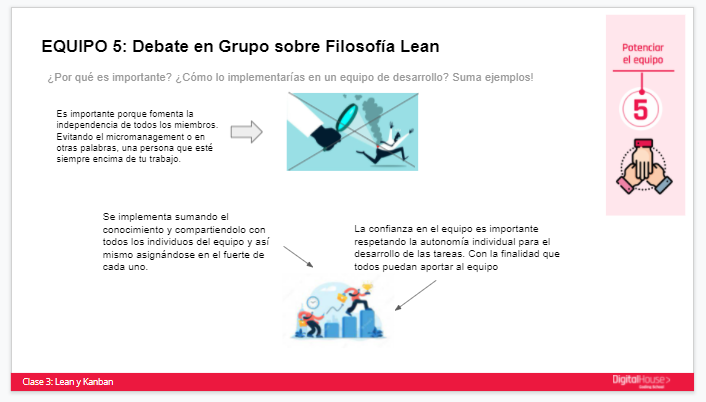 EQUIPO 5: Debate en Grupo sobre Filosofía Lean
¿Por qué es importante? ¿Cómo lo implementarías en un equipo de desarrollo? Suma ejemplos!
Potenciar
el equipo
5
Es importante porque fomenta la
independencia de todos los miembros.
Evitando el micromanagement o en
otras palabras, una persona que esté
siempre encima de tu trabajo.
Se implementa sumando el
conocimiento y compartiendolo con
todos los individuos del equipo y así
mismo asignándose en el fuerte de
cada uno.
La confianza en el equipo es importante
respetando la autonomía individual para el
desarrollo de las tareas. Con la finalidad que
todos puedan aportar al equipo
Clase 3: Lean y Kanban
DigitalHouse>
Coding School